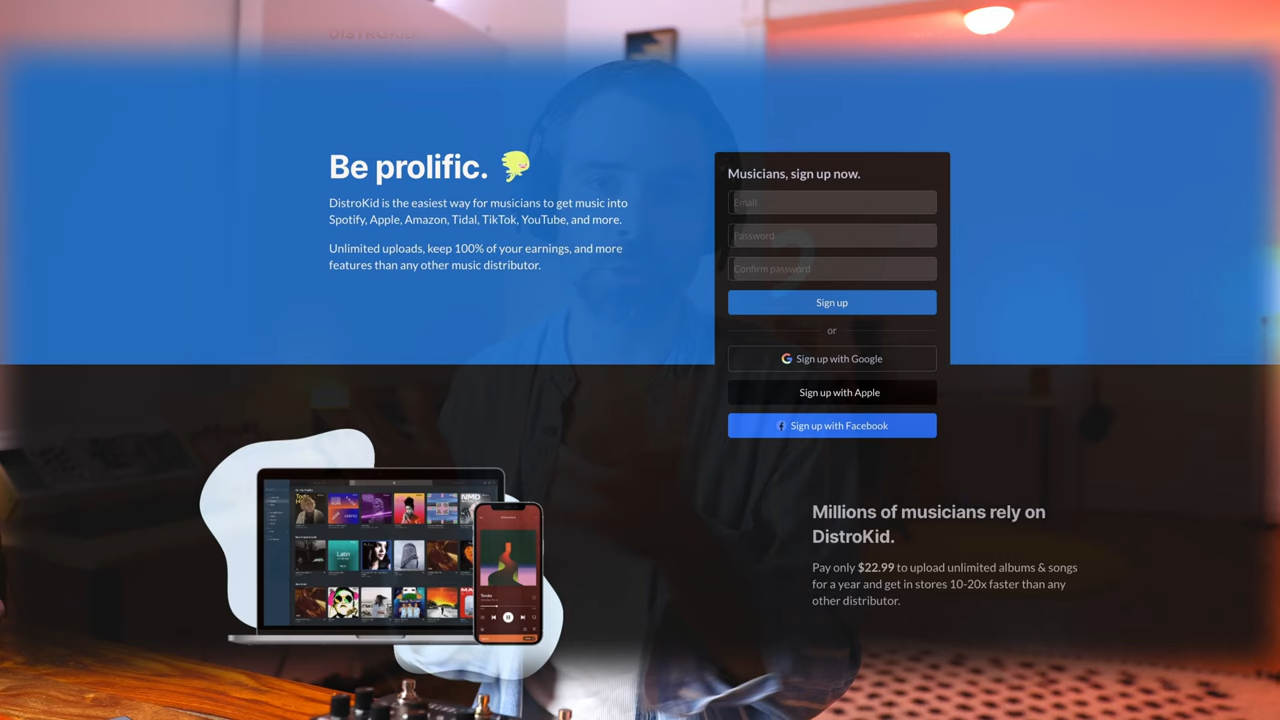 DISTROKID
Be prolific.
DistroKid is the easiest way for musicians to get music into
Spotify, Apple, Amazon, Tidal, TikTok, YouTube, and more.
Unlimited uploads, keep 100% of your earnings, and more
features than any other music distributor.
Musicians, sign up now.
Email
Password
Confirm password
Sign up
or
Sign up with Google
Sign up with Apple
Sign up with Facebook
NMD
Latin
Millions of musicians rely on
DistroKid.
Pay only $22.99 to upload unlimited albums & songs
for a year and get in stores 10-20x faster than any
other distributor.